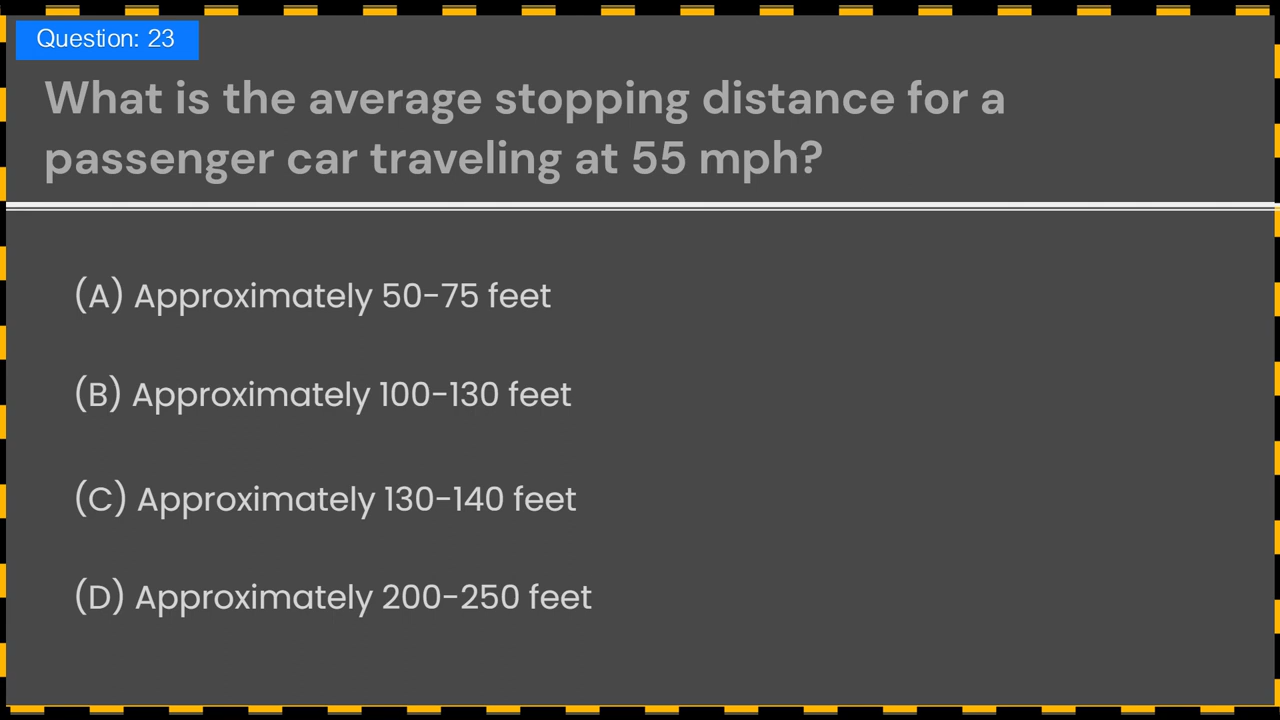 Question: 23
What is the average stopping distance for a
passenger car traveling at 55 mph?
(A) Approximately 50-75 feet
(B) Approximately 100-130 feet
(C) Approximately 130-140 feet
(D) Approximately 200-250 feet